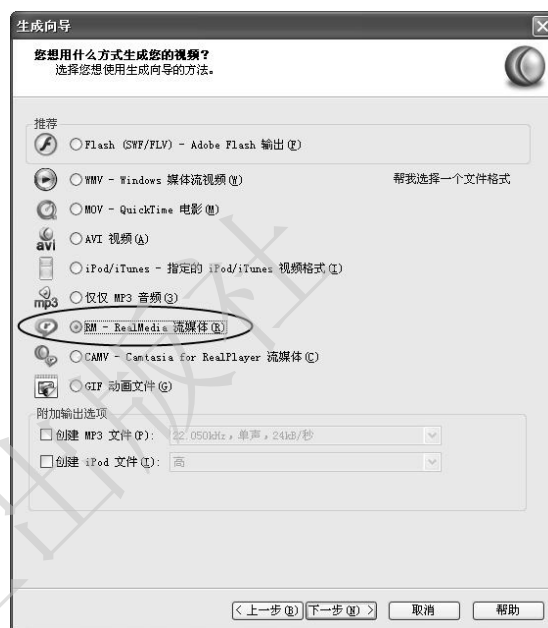 生成向导
您想用什么方式生成您的视频？
选择您想使用生成向导的方法。
推荐
Flash (SWF/FLV) - Adobe Flash 输出(F)
WMV - Windows 媒体流视频(W)
帮我选择一个文件格式
MOV - QuickTime 电影(M)
avi
AVI 视频(A)
iPod/iTunes - 指定的 iPod/iTunes 视频格式(I)
mp3
仅仅 MP3 音频(3)
RM - RealMedia 流媒体(R)
CAMV - Camtasia for RealPlayer 流媒体(C)
GIF 动画文件(G)
附加输出选项
创建 MP3 文件(P)： 22.050kHz，单声，24kB/秒
创建 iPod 文件(I)： 高
< 上一步(B) 下一步(N) > 取消 帮助
出版社